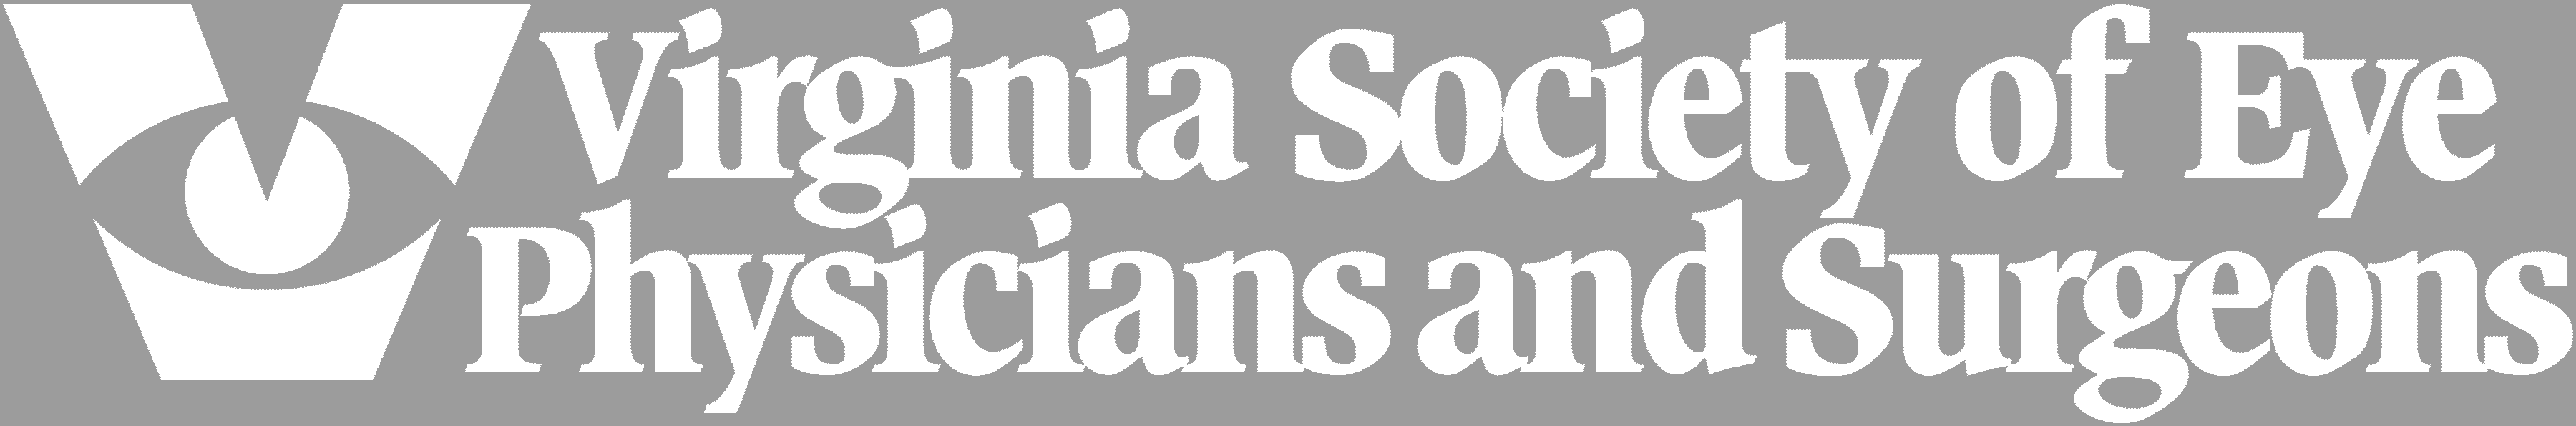 Virginia Society of Eye
Physicians and Surgeons